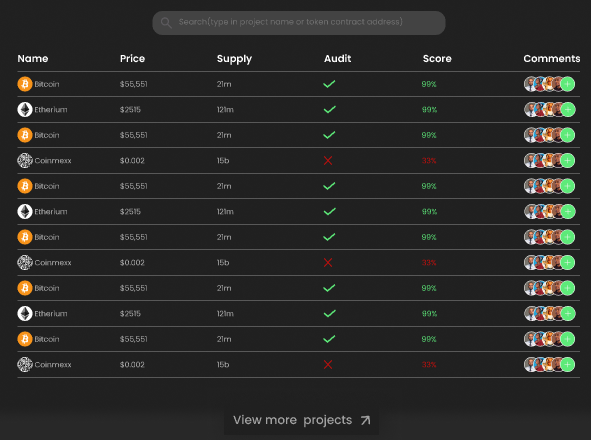 Search(type in project name or token contract address)
Name Price Supply Audit Score Comments
Bitcoin $55,551 21m 99%
Etherium $2515 121m 99%
Bitcoin $55,551 21m 99%
Coinmexx $0.002 15b 33%
Bitcoin $55,551 21m 99%
Etherium $2515 121m 99%
Bitcoin $55,551 21m 99%
Coinmexx $0.002 15b 33%
Bitcoin $55,551 21m 99%
Etherium $2515 121m 99%
Bitcoin $55,551 21m 99%
Coinmexx $0.002 15b 33%
View more projects